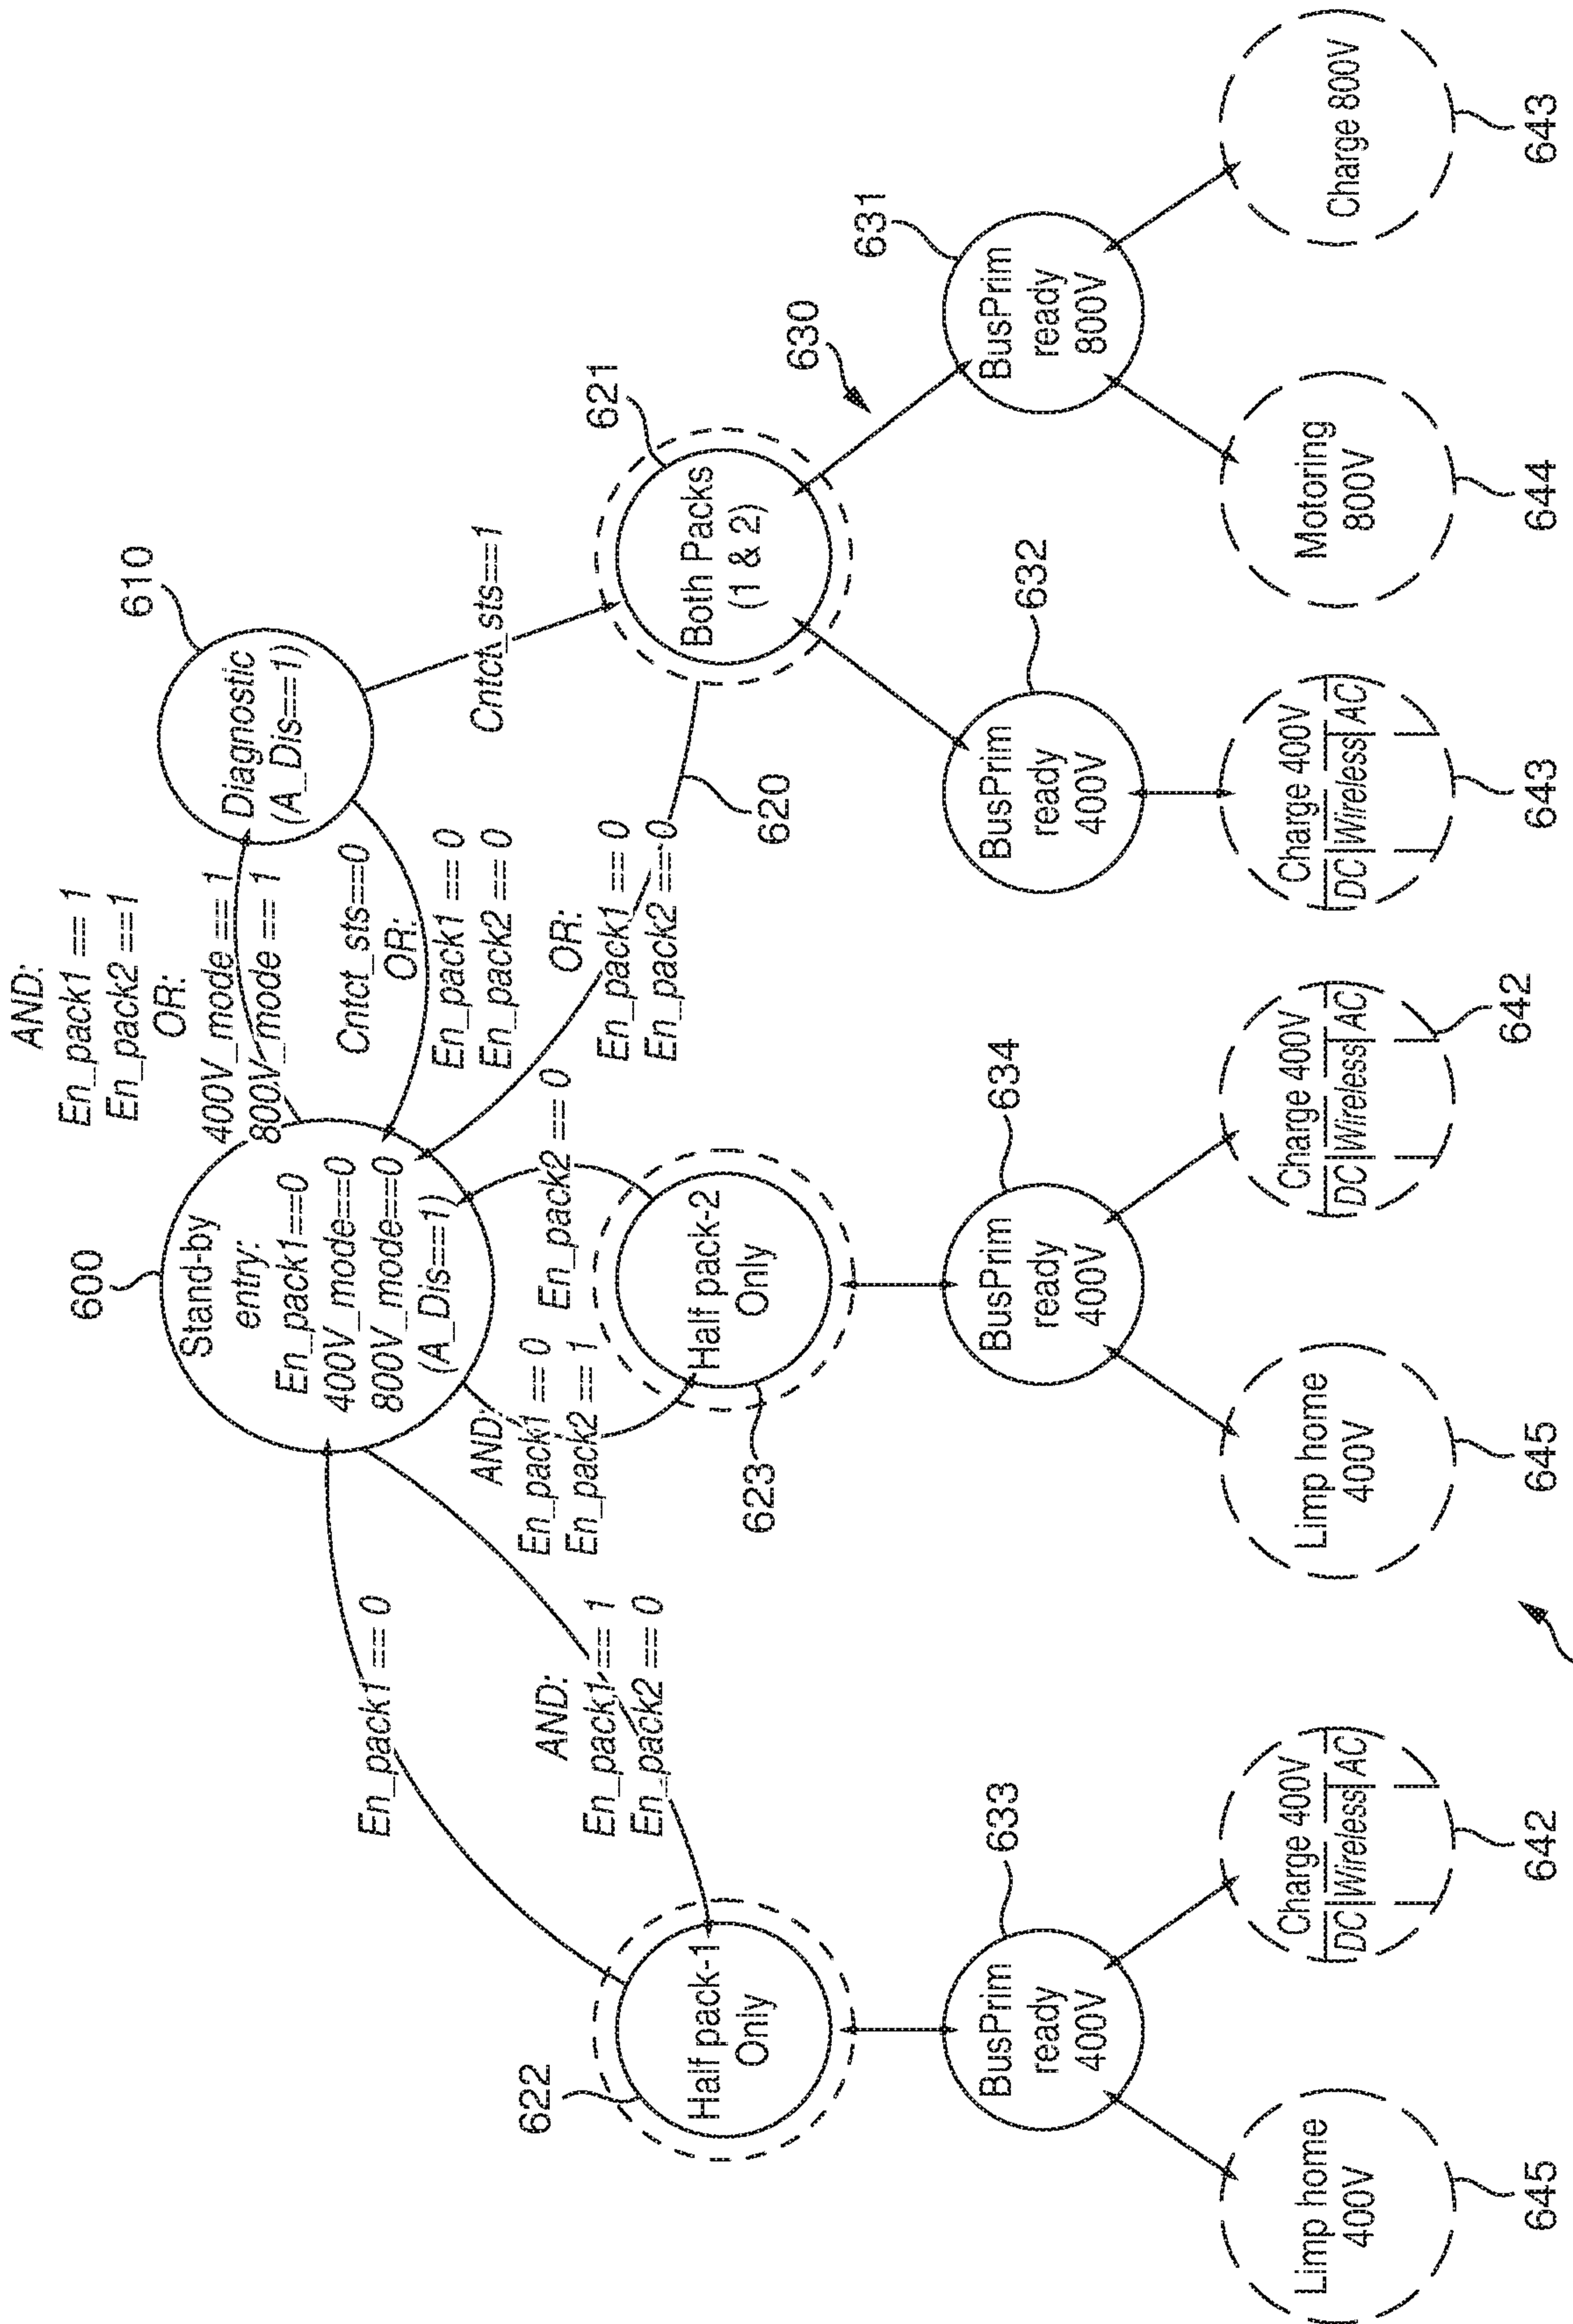 600
Stand-by
entry:
En_pack1==0
400V_mode==0
800V_mode==0
(A_Dis==1)
AND:
En_pack1 == 1
En_pack2 ==1
OR:
400V_mode == 1
800V_mode == 1
610
Diagnostic
(A_Dis==1)
Cntct_sts==0
OR:
En_pack1 == 0
En_pack2 == 0
Cntct_sts==1
OR:
En_pack1 == 0
En_pack2 == 0
620
En_pack1 == 0
AND:
En_pack1 == 1
En_pack2 == 0
AND:
En_pack1 == 0
En_pack2 == 1
En_pack2 == 0
622
Half pack-1
Only
623
Half pack-2
Only
621
Both Packs
(1 & 2)
630
633
BusPrim
ready
400V
634
BusPrim
ready
400V
632
BusPrim
ready
400V
631
BusPrim
ready
800V
Limp home
400V
645
Charge 400V
DC|Wireless|AC
642
Limp home
400V
645
Charge 400V
DC|Wireless|AC
642
Charge 400V
DC|Wireless|AC
643
Motoring
800V
644
Charge 800V
643